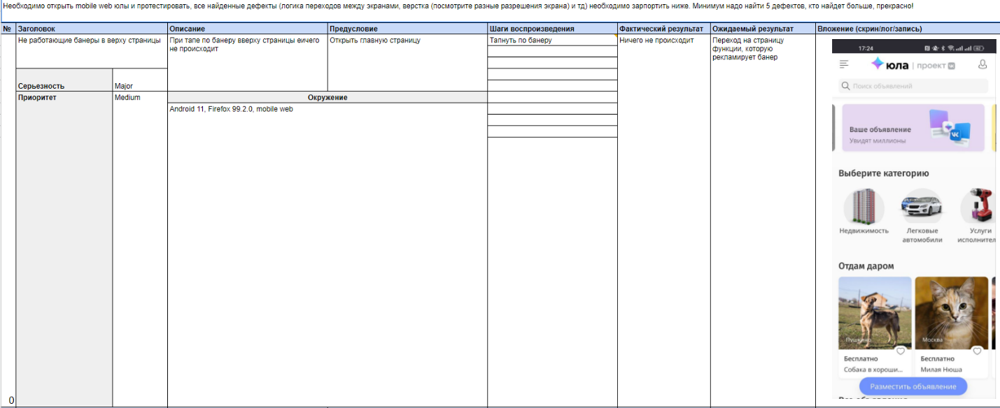 Необходимо открыть mobile web юлы и протестировать, все найденные дефекты (логика переходов между экранами, верстка (посмотрите разные разрешения экрана) и тд) необходимо зарпортить ниже. Минимум надо найти 5 дефектов, кто найдет больше, прекрасно!
№ Заголовок Описание Предусловие Шаги воспроизведения Фактический результат Ожидаемый результат Вложение (скрин/лог/запись)
Не работающие банеры в верху страницы
При тапе по банеру вверху страницы еичего
не происходит
Открыть главную страницу
Тапнуть по банеру
Ничего не происходит
Переход на страницу
функции, которую
рекламирует банер
Серьезность Major
Приоритет Medium
Окружение
Android 11, Firefox 99.2.0, mobile web
0
17:24
юла | проект
Поиск объявлений
Ваше объявление
Увидят миллионы
Выберите категорию
Недвижимость
Легковые
автомобили
Услуги
исполнител
Отдам даром
Пушкино
Москва
Бесплатно
Бесплатно
Собака в хороши...
Милая Нюша
Разместить объявление